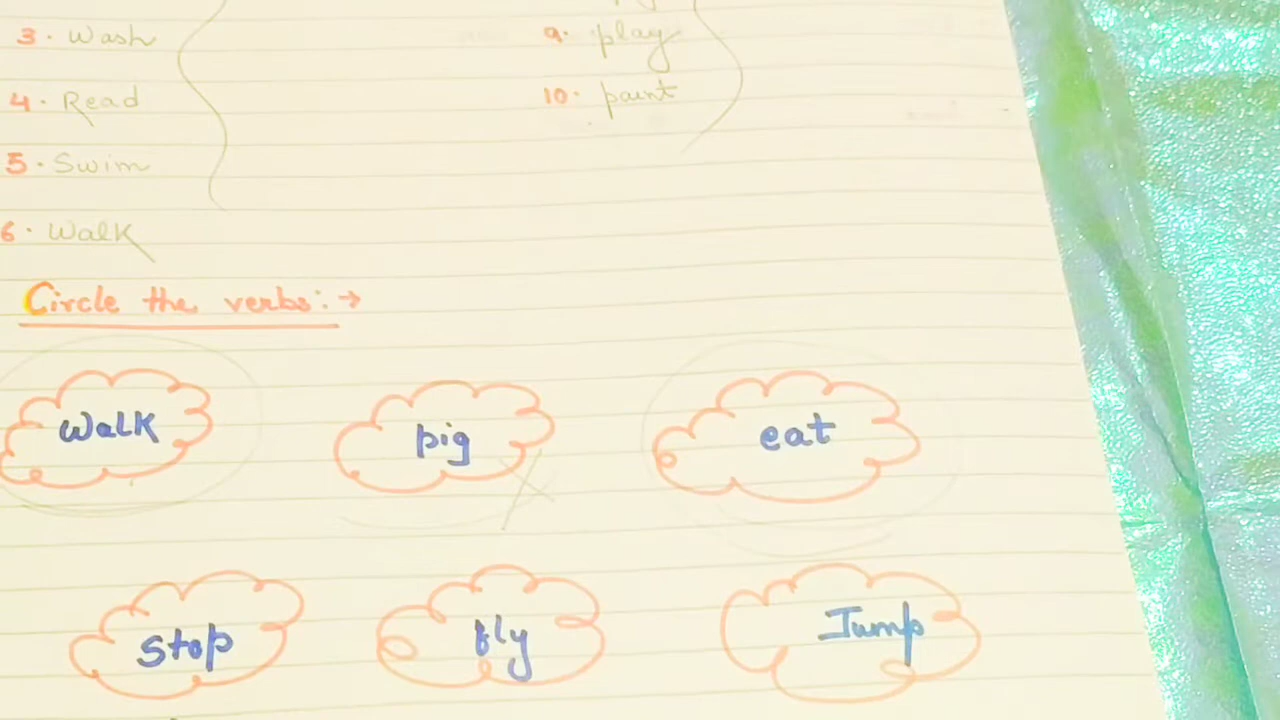 3. Wash
4. Read
5. Swim
6. Walk
9. play
10. paint
Circle the verbs:→
Walk
pig
eat
Stop
fly
Jump